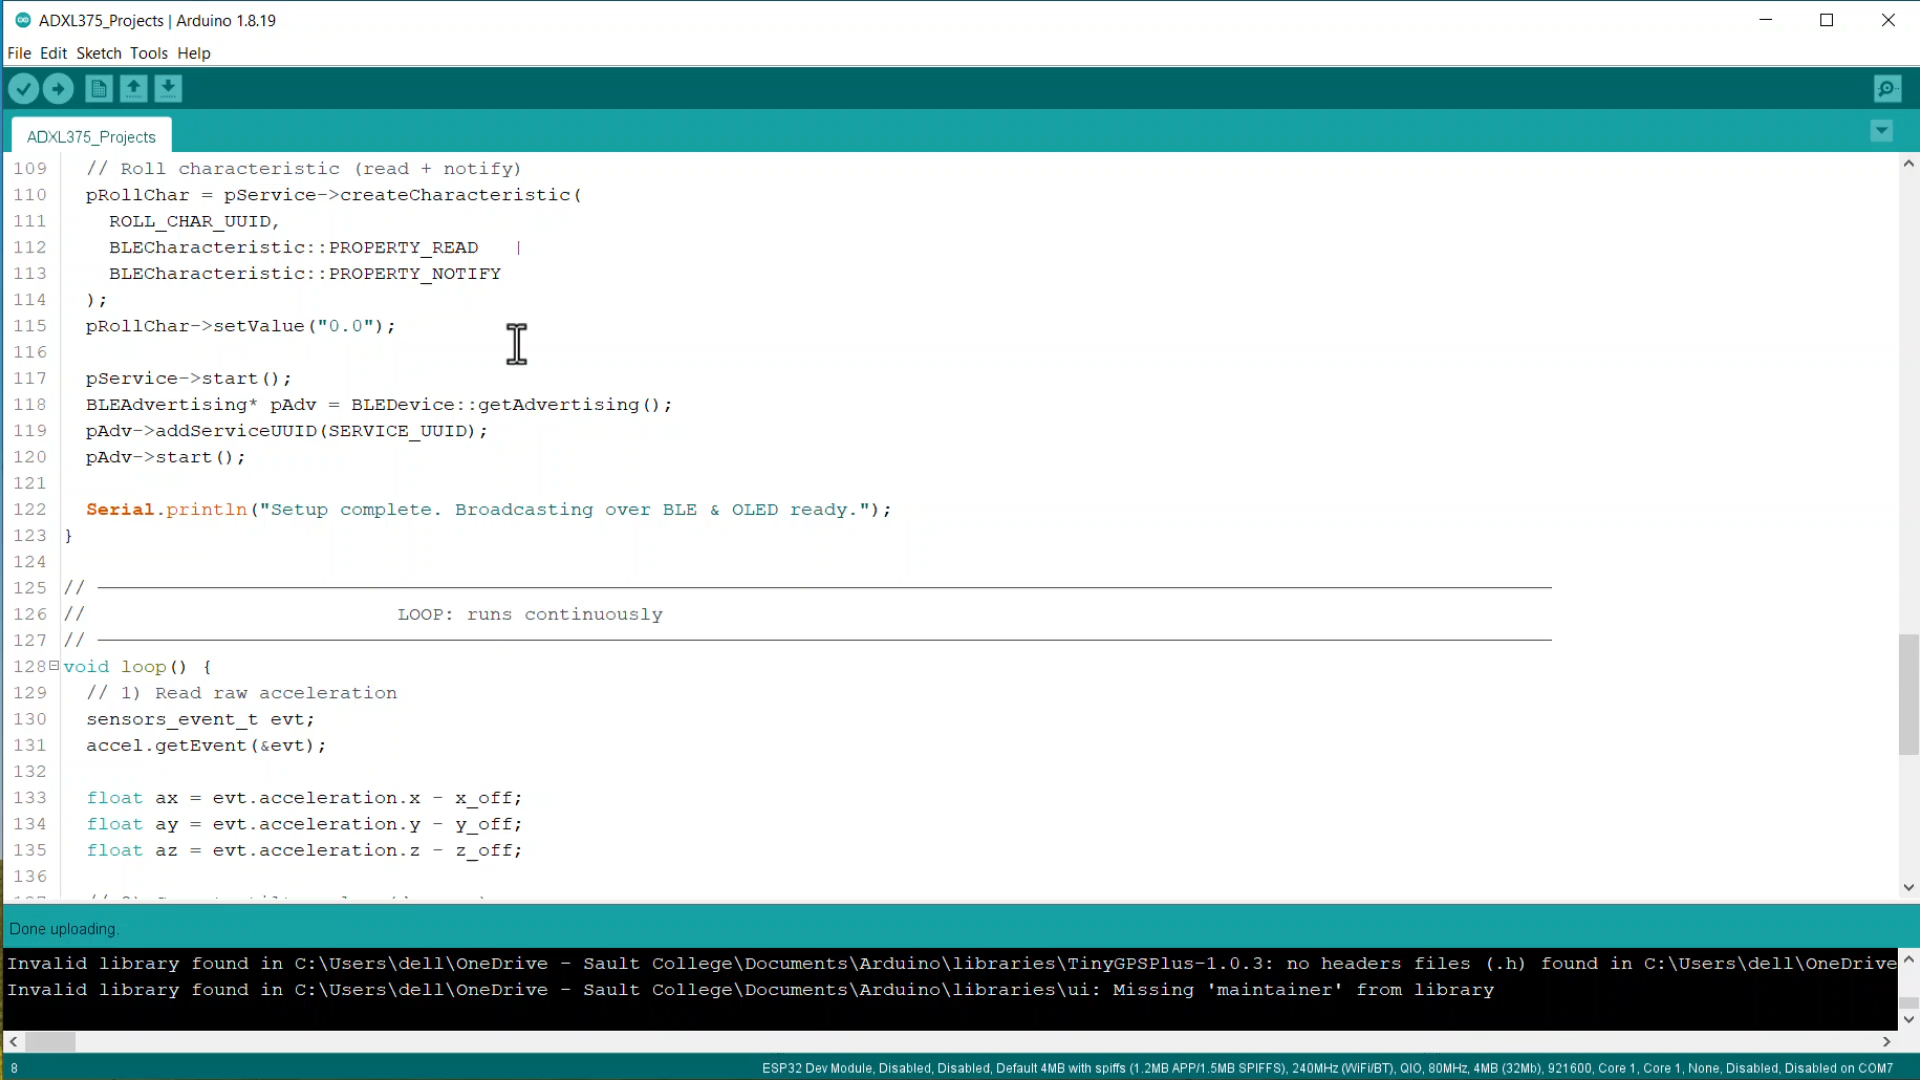 ADXL375_Projects | Arduino 1.8.19
File Edit Sketch Tools Help
ADXL375_Projects
109 // Roll characteristic (read + notify)
110 pRollChar = pService->createCharacteristic(
111 ROLL_CHAR_UUID,
112 BLECharacteristic::PROPERTY_READ |
113 BLECharacteristic::PROPERTY_NOTIFY
114 );
115 pRollChar->setValue("0.0");
116
117 pService->start();
118 BLEAdvertising* pAdv = BLEDevice::getAdvertising();
119 pAdv->addServiceUUID(SERVICE_UUID);
120 pAdv->start();
121
122 Serial.println("Setup complete. Broadcasting over BLE & OLED ready.");
123 }
124
125 //
126 // LOOP: runs continuously
127 //
128 void loop() {
129 // 1) Read raw acceleration
130 sensors_event_t evt;
131 accel.getEvent(&evt);
132
133 float ax = evt.acceleration.x - x_off;
134 float ay = evt.acceleration.y - y_off;
135 float az = evt.acceleration.z - z_off;
136
Done uploading.
Invalid library found in C:\Users\dell\OneDrive - Sault College\Documents\Arduino\libraries\TinyGPSPlus-1.0.3: no headers files (.h) found in C:\Users\dell\OneDrive
Invalid library found in C:\Users\dell\OneDrive - Sault College\Documents\Arduino\libraries\ui: Missing 'maintainer' from library
8 ESP32 Dev Module, Disabled, Disabled, Default 4MB with spiffs (1.2MB APP/1.5MB SPIFFS), 240MHz (WiFi/BT), QIO, 80MHz, 4MB (32Mb), 921600, Core 1, Core 1, None, Disabled, Disabled on COM7